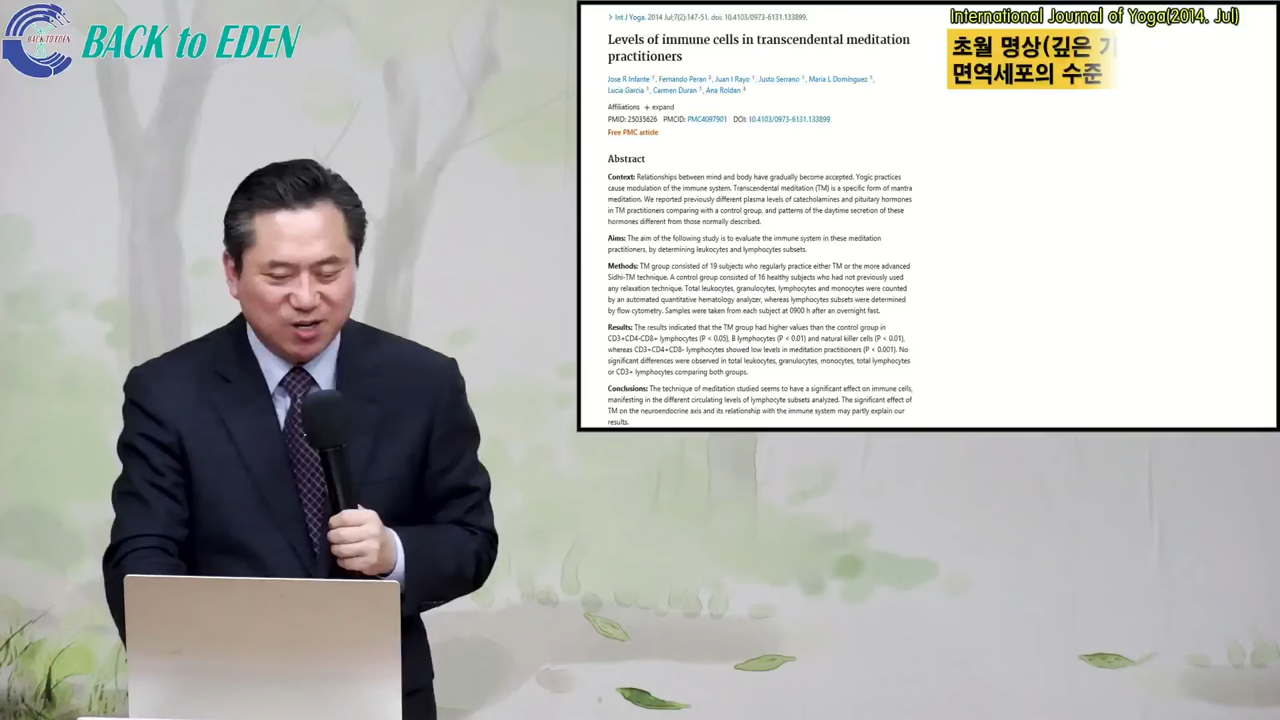 BACK TO EDEN
BACK to EDEN
Int J Yoga. 2014 Jul;7(2):147-51. doi: 10.4103/0973-6131.133899.
Levels of immune cells in transcendental meditation
practitioners
Jose R Infante 1, Fernando Peran 2, Juan I Rayo 1, Justo Serrano 1, Maria L Domínguez 1,
Lucia Garcia 1, Carmen Duran 1, Ana Roldan 3
Affiliations + expand
PMID: 25035626 PMCID: PMC4097901 DOI: 10.4103/0973-6131.133899
Free PMC article
Abstract
Context: Relationships between mind and body have gradually become accepted. Yogic practices
cause modulation of the immune system. Transcendental meditation (TM) is a specific form of mantra
meditation. We reported previously different plasma levels of catecholamines and pituitary hormones
in TM practitioners comparing with a control group, and patterns of the daytime secretion of these
hormones different from those normally described.
Aims: The aim of the following study is to evaluate the immune system in these meditation
practitioners, by determining leukocytes and lymphocytes subsets.
Methods: TM group consisted of 19 subjects who regularly practice either TM or the more advanced
Sidhi-TM technique. A control group consisted of 16 healthy subjects who had not previously used
any relaxation technique. Total leukocytes, granulocytes, lymphocytes and monocytes were counted
by an automated quantitative hematology analyzer, whereas lymphocytes subsets were determined
by flow cytometry. Samples were taken from each subject at 0900 h after an overnight fast.
Results: The results indicated that the TM group had higher values than the control group in
CD3+CD4-CD8+ lymphocytes (P < 0.05), B lymphocytes (P < 0.01) and natural killer cells (P < 0.01),
whereas CD3+CD4+CD8- lymphocytes showed low levels in meditation practitioners (P < 0.001). No
significant differences were observed in total leukocytes, granulocytes, monocytes, total lymphocytes
or CD3+ lymphocytes comparing both groups.
Conclusions: The technique of meditation studied seems to have a significant effect on immune cells,
manifesting in the different circulating levels of lymphocyte subsets analyzed. The significant effect of
TM on the neuroendocrine axis and its relationship with the immune system may partly explain our
results.
International Journal of Yoga(2014. Jul)
초월 명상(깊은
면역세포의 수준